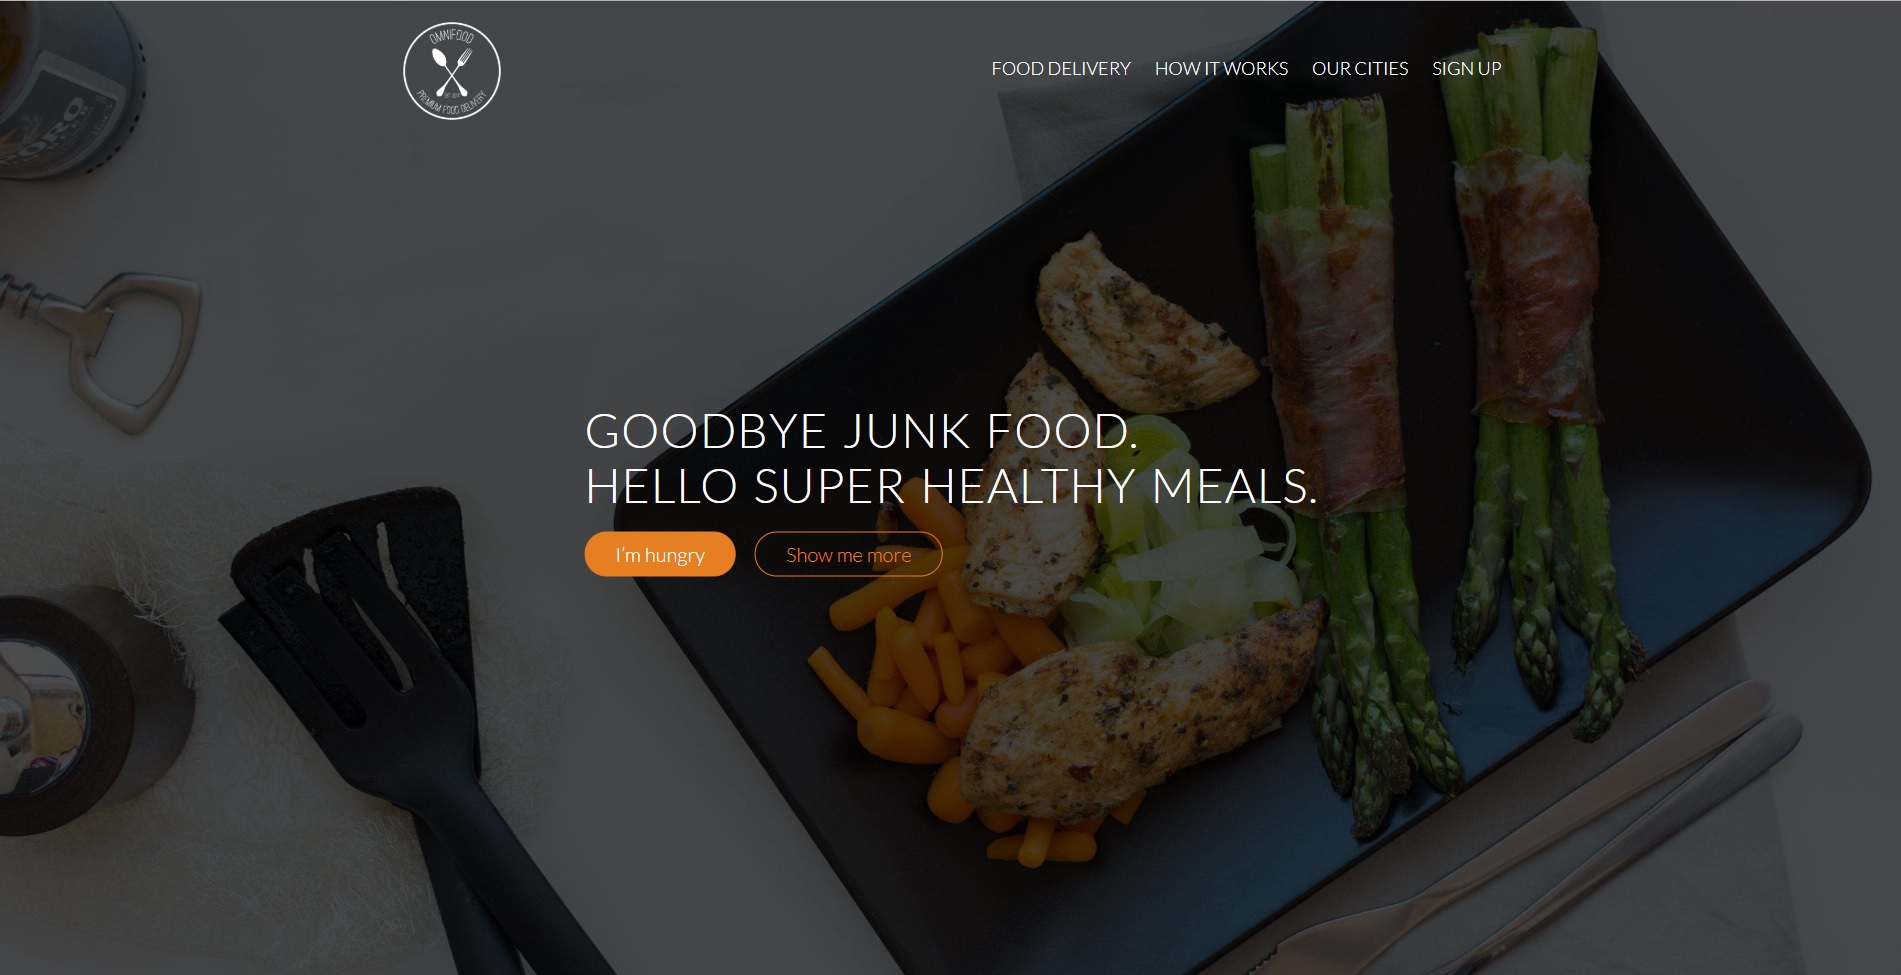 OMNIFOOD
EST. 2014
PREMIUM FOOD DELIVERY
FOOD DELIVERY HOW IT WORKS OUR CITIES SIGN UP
GOODBYE JUNK FOOD.
HELLO SUPER HEALTHY MEALS.
I'm hungry Show me more